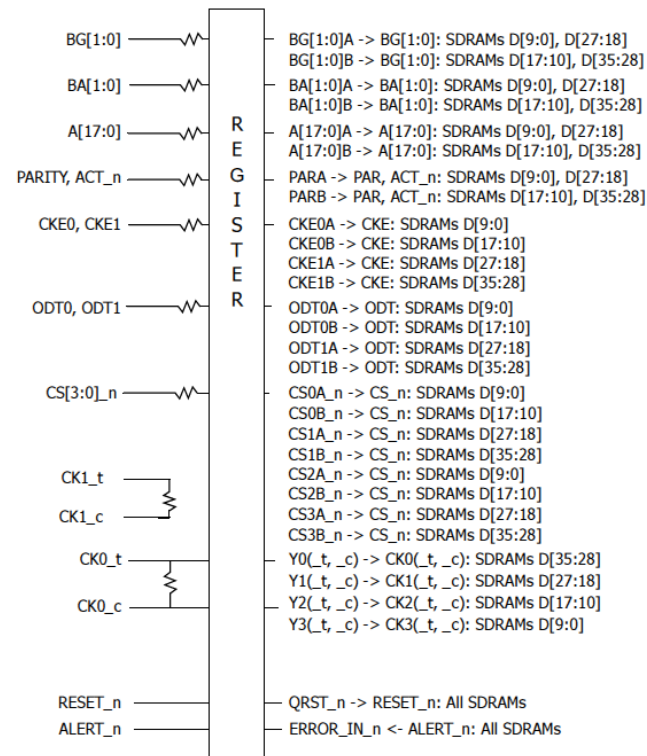 BG[1:0]
BG[1:0]A -> BG[1:0]: SDRAMs D[9:0], D[27:18]
BG[1:0]B -> BG[1:0]: SDRAMs D[17:10], D[35:28]
BA[1:0]
BA[1:0]A -> BA[1:0]: SDRAMs D[9:0], D[27:18]
BA[1:0]B -> BA[1:0]: SDRAMs D[17:10], D[35:28]
A[17:0]
A[17:0]A -> A[17:0]: SDRAMs D[9:0], D[27:18]
A[17:0]B -> A[17:0]: SDRAMs D[17:10], D[35:28]
PARITY, ACT_n
PARA -> PAR, ACT_n: SDRAMs D[9:0], D[27:18]
PARB -> PAR, ACT_n: SDRAMs D[17:10], D[35:28]
CKE0, CKE1
CKE0A -> CKE: SDRAMs D[9:0]
CKE0B -> CKE: SDRAMs D[17:10]
CKE1A -> CKE: SDRAMs D[27:18]
CKE1B -> CKE: SDRAMs D[35:28]
REGISTER
ODT0, ODT1
ODT0A -> ODT: SDRAMs D[9:0]
ODT0B -> ODT: SDRAMs D[17:10]
ODT1A -> ODT: SDRAMs D[27:18]
ODT1B -> ODT: SDRAMs D[35:28]
CS[3:0]_n
CS0A_n -> CS_n: SDRAMs D[9:0]
CS0B_n -> CS_n: SDRAMs D[17:10]
CS1A_n -> CS_n: SDRAMs D[27:18]
CS1B_n -> CS_n: SDRAMs D[35:28]
CS2A_n -> CS_n: SDRAMs D[9:0]
CS2B_n -> CS_n: SDRAMs D[17:10]
CS3A_n -> CS_n: SDRAMs D[27:18]
CS3B_n -> CS_n: SDRAMs D[35:28]
CK1_t
CK1_c
CK0_t
CK0_c
Y0(_t, _c) -> CK0(_t, _c): SDRAMs D[35:28]
Y1(_t, _c) -> CK1(_t, _c): SDRAMs D[27:18]
Y2(_t, _c) -> CK2(_t, _c): SDRAMs D[17:10]
Y3(_t, _c) -> CK3(_t, _c): SDRAMs D[9:0]
RESET_n
QRST_n -> RESET_n: All SDRAMs
ALERT_n
ERROR_IN_n <- ALERT_n: All SDRAMs